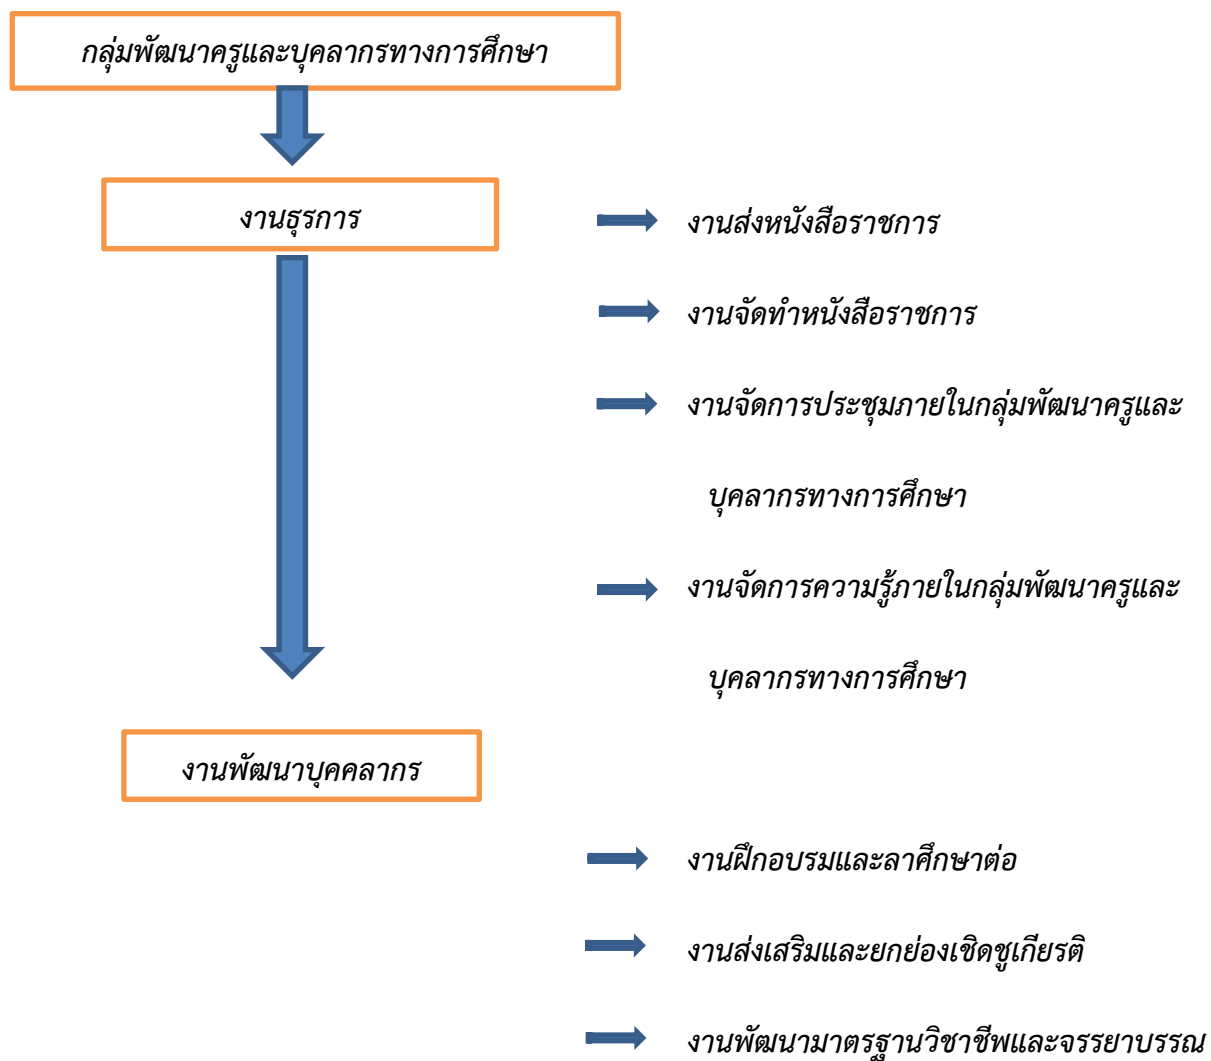 กลุ่มพัฒนาครูและบุคลากรทางการศึกษา
งานธุรการ
งานส่งหนังสือราชการ
งานจัดทำหนังสือราชการ
งานจัดการประชุมภายในกลุ่มพัฒนาครูและ
บุคลากรทางการศึกษา
งานจัดการความรู้ภายในกลุ่มพัฒนาครูและ
บุคลากรทางการศึกษา
งานพัฒนาบุคคลากร
งานฝึกอบรมและลาศึกษาต่อ
งานส่งเสริมและยกย่องเชิดชูเกียรติ
งานพัฒนามาตรฐานวิชาชีพและจรรยาบรรณ